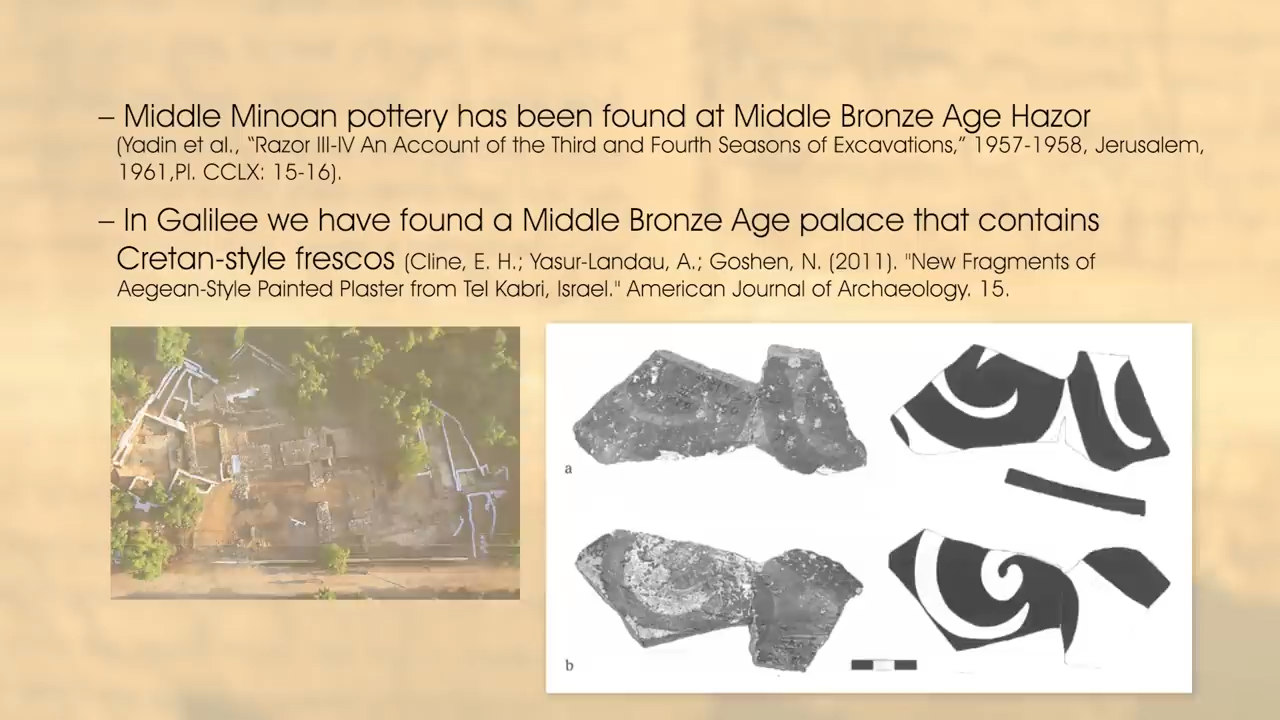 – Middle Minoan pottery has been found at Middle Bronze Age Hazor
(Yadin et al., “Razor III-IV An Account of the Third and Fourth Seasons of Excavations,” 1957-1958, Jerusalem,
1961,Pl. CCLX: 15-16).
– In Galilee we have found a Middle Bronze Age palace that contains
Cretan-style frescos (Cline, E. H.; Yasur-Landau, A.; Goshen, N. (2011). "New Fragments of
Aegean-Style Painted Plaster from Tel Kabri, Israel." American Journal of Archaeology. 15.
a
b